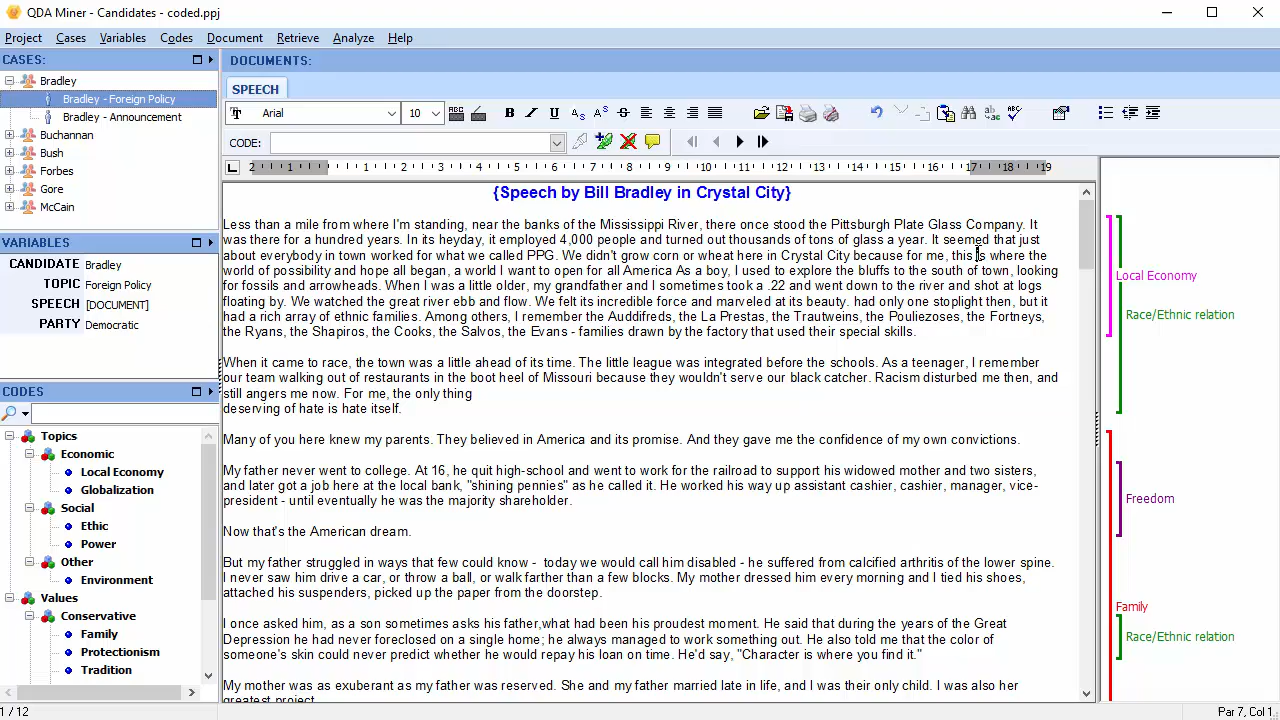 QDA Miner - Candidates - coded.ppj
Project Cases Variables Codes Document Retrieve Analyze Help
CASES:
Bradley
Bradley - Foreign Policy
Bradley - Announcement
Buchannan
Bush
Forbes
Gore
McCain
VARIABLES
CANDIDATE Bradley
TOPIC Foreign Policy
SPEECH [DOCUMENT]
PARTY Democratic
CODES
Topics
Economic
Local Economy
Globalization
Social
Ethic
Power
Other
Environment
Values
Conservative
Family
Protectionism
Tradition
1 / 12
DOCUMENTS:
SPEECH
Arial 10 ABC B I U A S A S S
CODE:
2 1 1 2 3 4 5 6 7 8 9 10 11 12 13 14 15 16 17 18 19
{Speech by Bill Bradley in Crystal City}
Less than a mile from where I'm standing, near the banks of the Mississippi River, there once stood the Pittsburgh Plate Glass Company. It
was there for a hundred years. In its heyday, it employed 4,000 people and turned out thousands of tons of glass a year. It seemed that just
about everybody in town worked for what we called PPG. We didn't grow corn or wheat here in Crystal City because for me, this is where the
world of possibility and hope all began, a world I want to open for all America As a boy, I used to explore the bluffs to the south of town, looking
for fossils and arrowheads. When I was a little older, my grandfather and I sometimes took a .22 and went down to the river and shot at logs
floating by. We watched the great river ebb and flow. We felt its incredible force and marveled at its beauty. had only one stoplight then, but it
had a rich array of ethnic families. Among others, I remember the Auddifreds, the La Prestas, the Trautweins, the Pouliezoses, the Fortneys,
the Ryans, the Shapiros, the Cooks, the Salvos, the Evans - families drawn by the factory that used their special skills.
When it came to race, the town was a little ahead of its time. The little league was integrated before the schools. As a teenager, I remember
our team walking out of restaurants in the boot heel of Missouri because they wouldn't serve our black catcher. Racism disturbed me then, and
still angers me now. For me, the only thing
deserving of hate is hate itself.
Many of you here knew my parents. They believed in America and its promise. And they gave me the confidence of my own convictions.
My father never went to college. At 16, he quit high-school and went to work for the railroad to support his widowed mother and two sisters,
and later got a job here at the local bank, "shining pennies" as he called it. He worked his way up assistant cashier, cashier, manager, vice-
president - until eventually he was the majority shareholder.
Now that's the American dream.
But my father struggled in ways that few could know -  today we would call him disabled - he suffered from calcified arthritis of the lower spine.
I never saw him drive a car, or throw a ball, or walk farther than a few blocks. My mother dressed him every morning and I tied his shoes,
attached his suspenders, picked up the paper from the doorstep.
I once asked him, as a son sometimes asks his father,what had been his proudest moment. He said that during the years of the Great
Depression he had never foreclosed on a single home; he always managed to work something out. He also told me that the color of
someone's skin could never predict whether he would repay his loan on time. He'd say, "Character is where you find it."
My mother was as exuberant as my father was reserved. She and my father married late in life, and I was their only child. I was also her
greatest project.
Local Economy
Race/Ethnic relation
Freedom
Family
Race/Ethnic relation
Par 7, Col 1